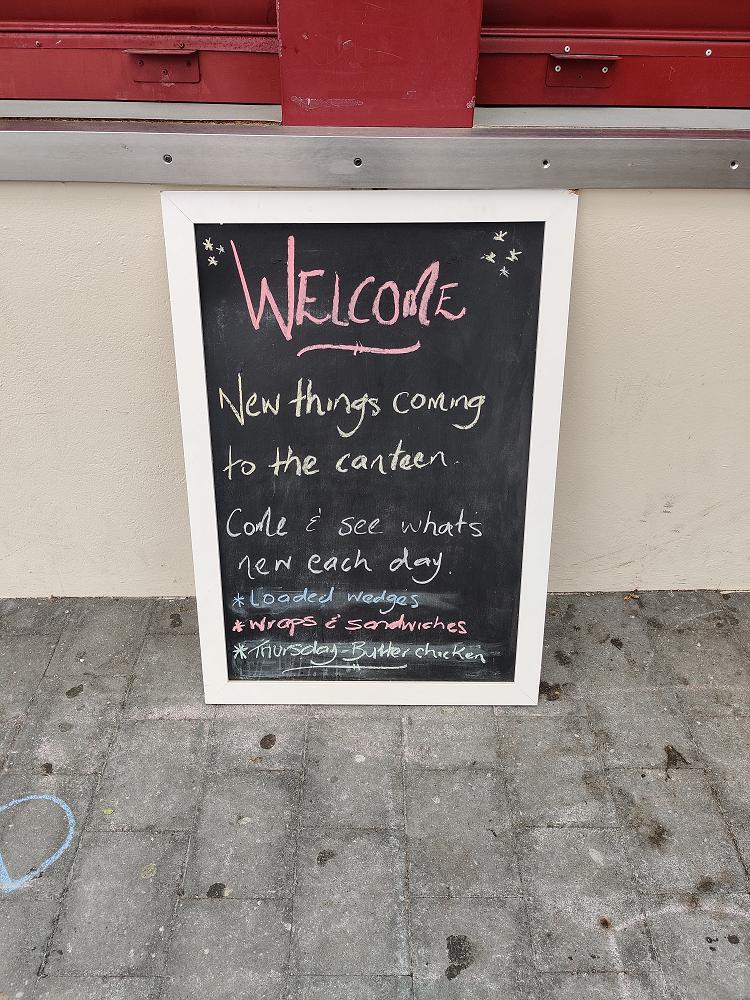 WELCOME
New things coming
to the canteen.
Come & see what's
new each day.
*Loaded wedges
*Wraps & sandwiches
*Thursday-Butter chicken
D